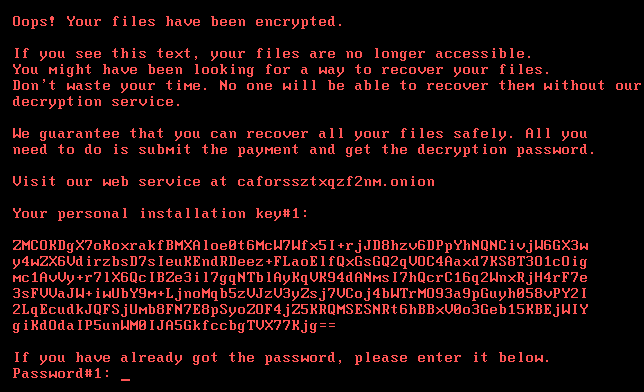 Oops! Your files have been encrypted.
If you see this text, your files are no longer accessible.
You might have been looking for a way to recover your files.
Don't waste your time. No one will be able to recover them without our
decryption service.
We guarantee that you can recover all your files safely. All you
need to do is submit the payment and get the decryption password.
Visit our web service at caforssztxqzf2nm.onion
Your personal installation key#1:
ZMCOKDgX7oKoxrakfBMXAloe0t6McW7Wfx5I+rjJD8hzv6DPpYhNQNCivjW6GX3w
y4wZX6VdirzbsD7sIeuKEndRDeez+FLaoElfQxGsGQ2qVOC4Aaxd7KS8T3O1cOig
mc1AvVy+r7lX6QcIBZe3il7gqNTblAyKqVK94dANmsI7hQcrC16q2WnxRjH4rF7e
3sFVVaJW+iwUbY9m+LjnoMqb5zVJzV3yZsj7VCoj4bWTrMO93a9pGuyh058vPY2I
2LqEcudkJQFSjUmb8FN7E8pSyoZOF4jZ5KRQMSESNRt6hBBxV0o3Geb15KBEjWIY
giKdOdaIP5unWM0IJA5GkfccbgTVX77Kjg==
If you have already got the password, please enter it below.
Password#1: _